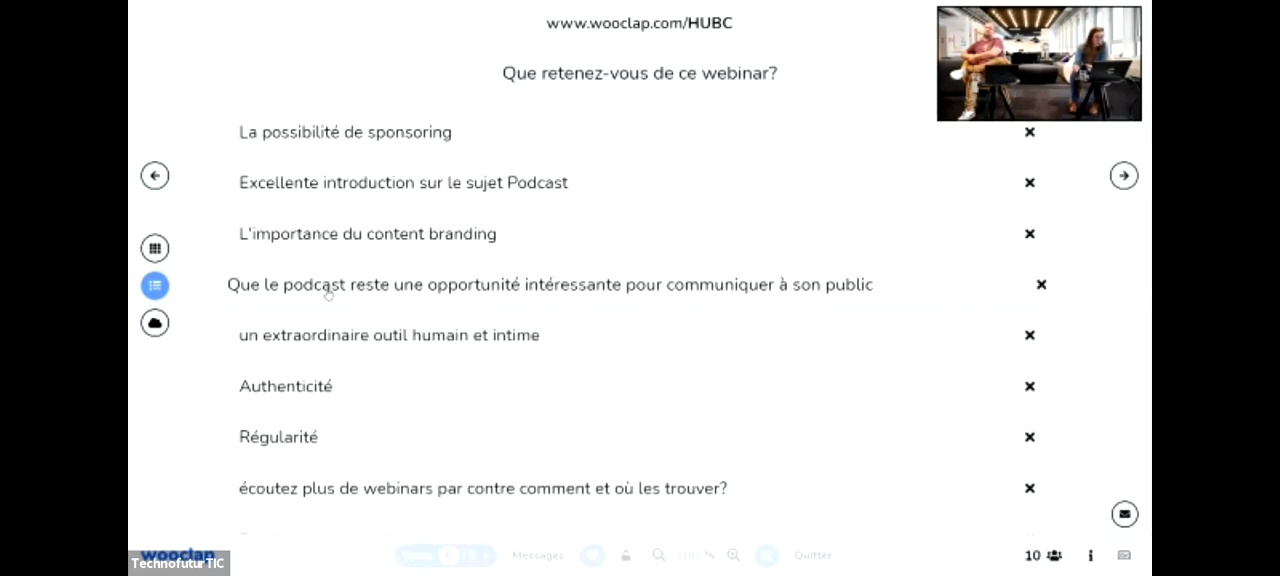 www.wooclap.com/HUBC
Que retenez-vous de ce webinar?
La possibilité de sponsoring
Excellente introduction sur le sujet Podcast
L'importance du content branding
Que le podcast reste une opportunité intéressante pour communiquer à son public
un extraordinaire outil humain et intime
Authenticité
Régularité
écoutez plus de webinars par contre comment et où les trouver?
wooclap
Messages
%
Quitter
10
TechnofuturTIC